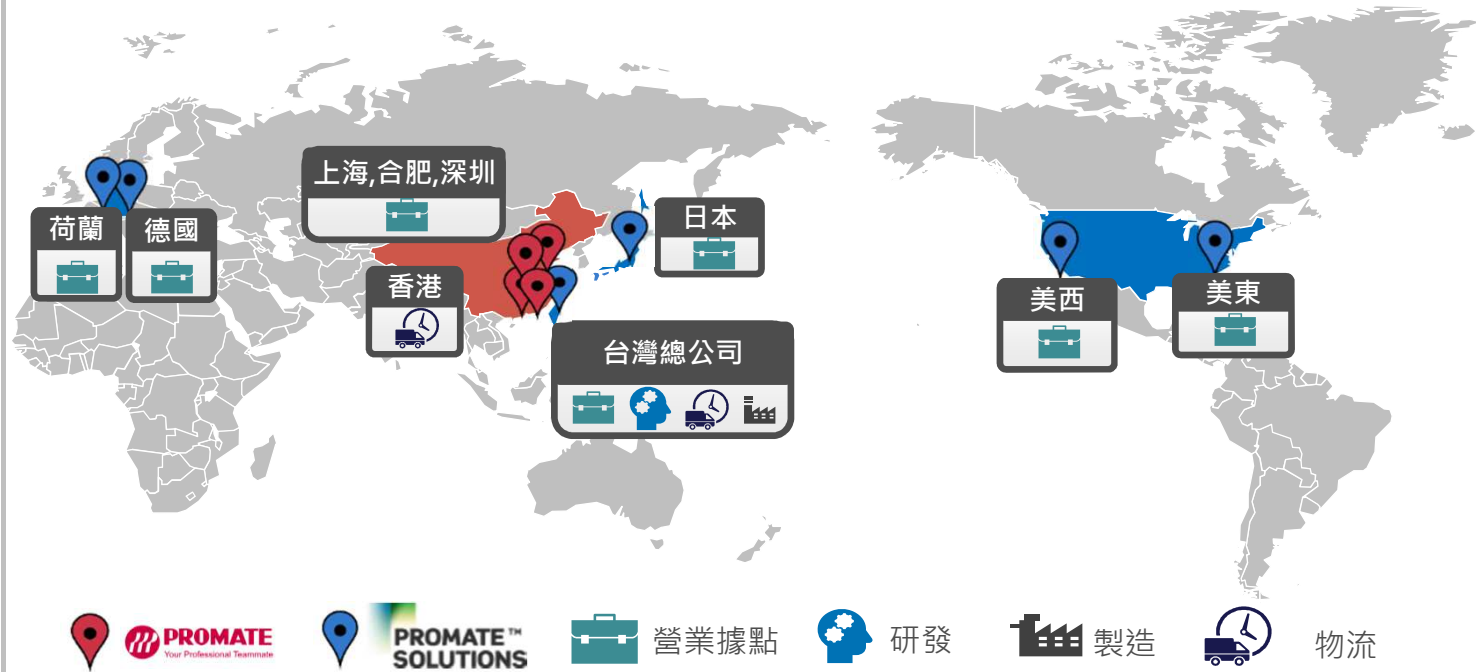 上海,合肥,深圳
荷蘭
德國
日本
香港
台灣總公司
美西
美東
PROMATE
Your Professional Teammate
PROMATE™
SOLUTIONS
營業據點
研發
製造
物流